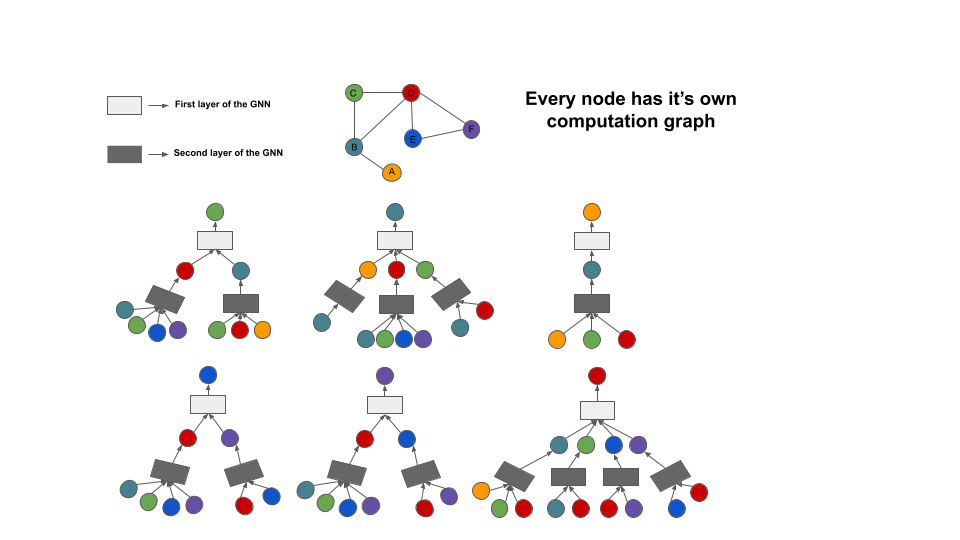 First layer of the GNN
Second layer of the GNN
C
D
F
E
B
A
Every node has it's own
computation graph